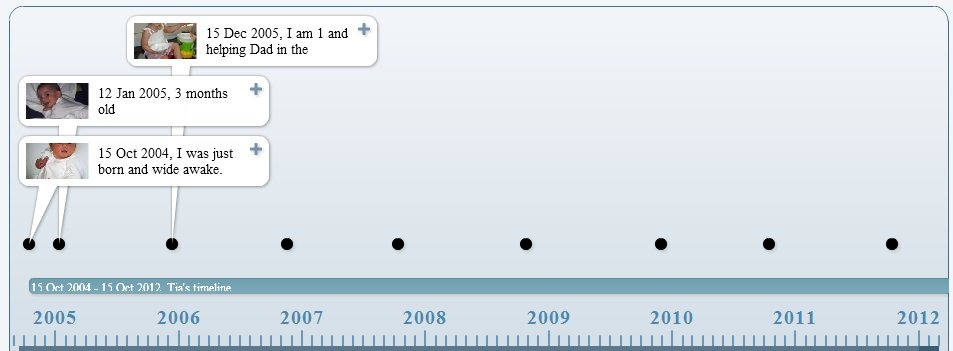 15 Dec 2005, I am 1 and
helping Dad in the
12 Jan 2005, 3 months
old
15 Oct 2004, I was just
born and wide awake.
15 Oct 2004 - 15 Oct 2012  Tia's timeline
2005 2006 2007 2008 2009 2010 2011 2012